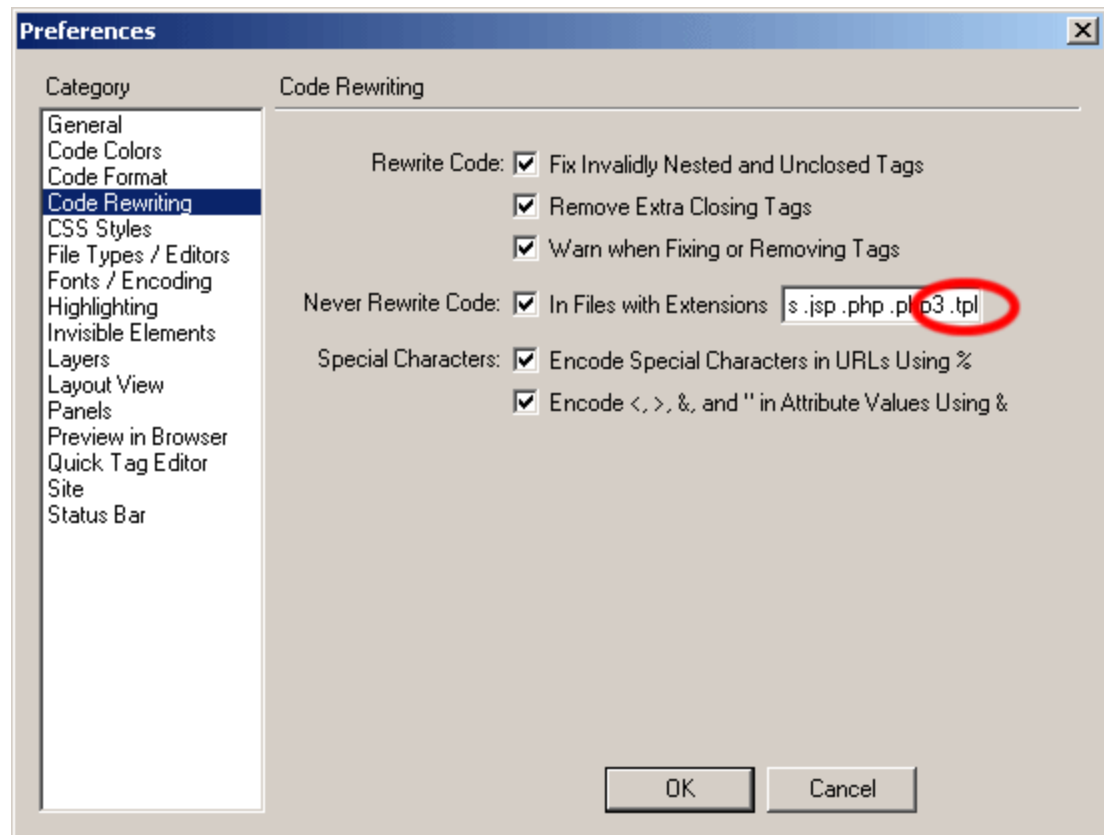 Preferences
Category
General
Code Colors
Code Format
Code Rewriting
CSS Styles
File Types / Editors
Fonts / Encoding
Highlighting
Invisible Elements
Layers
Layout View
Panels
Preview in Browser
Quick Tag Editor
Site
Status Bar
Code Rewriting
Rewrite Code: Fix Invalidly Nested and Unclosed Tags
Remove Extra Closing Tags
Warn when Fixing or Removing Tags
Never Rewrite Code: In Files with Extensions s .jsp .php .php3 .tpl
Special Characters: Encode Special Characters in URLs Using %
Encode <, >, &, and " in Attribute Values Using &
OK Cancel